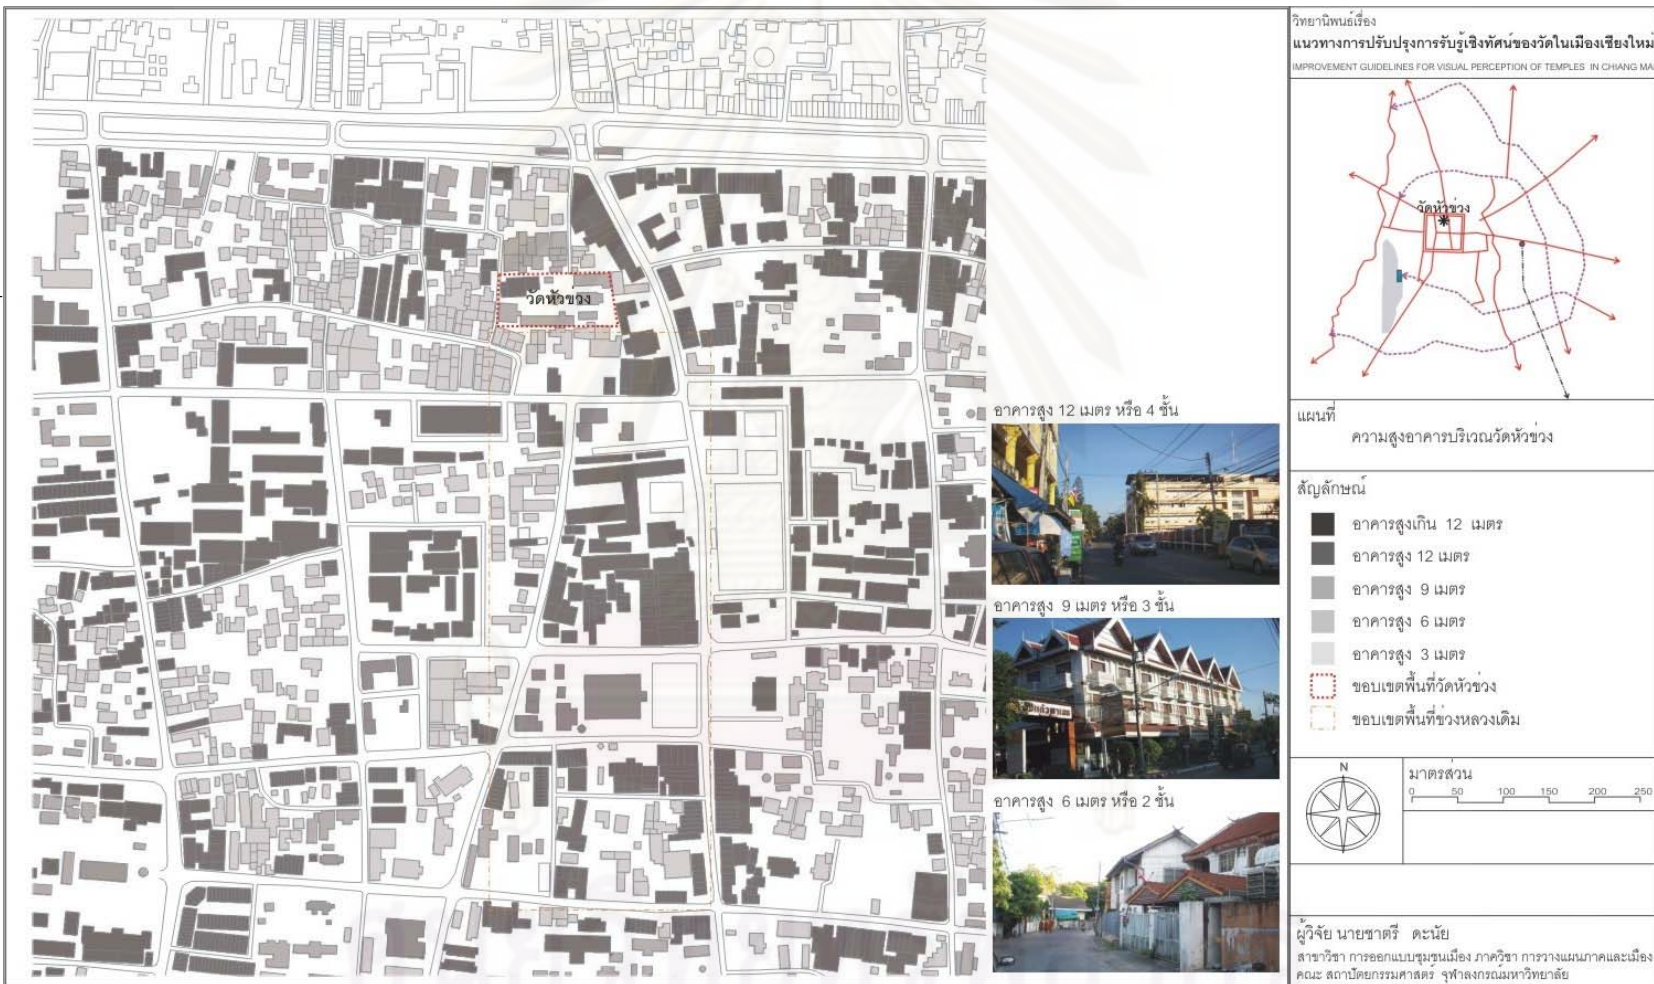 วัดหัวข่วง
อาคารสูง 12 เมตร หรือ 4 ชั้น
อาคารสูง 9 เมตร หรือ 3 ชั้น
อาคารสูง 6 เมตร หรือ 2 ชั้น
วิทยานิพนธ์เรื่อง
แนวทางการปรับปรุงการรับรู้เชิงทัศน์ของวัดในเมืองเชียงใหม่
IMPROVEMENT GUIDELINES FOR VISUAL PERCEPTION OF TEMPLES IN CHIANG MA
วัดหัวข่วง
แผนที่
ความสูงอาคารบริเวณวัดหัวข่วง
สัญลักษณ์
อาคารสูงเกิน 12 เมตร
อาคารสูง 12 เมตร
อาคารสูง 9 เมตร
อาคารสูง 6 เมตร
อาคารสูง 3 เมตร
ขอบเขตพื้นที่วัดหัวข่วง
ขอบเขตพื้นที่ข่วงหลวงเดิม
N
มาตรส่วน
0 50 100 150 200 250
ผู้วิจัย นายชาตรี ดะนัย
สาขาวิชา การออกแบบชุมชนเมือง ภาควิชา การวางแผนภาคและเมือง
คณะ สถาปัตยกรรมศาสตร์ จุฬาลงกรณ์มหาวิทยาลัย